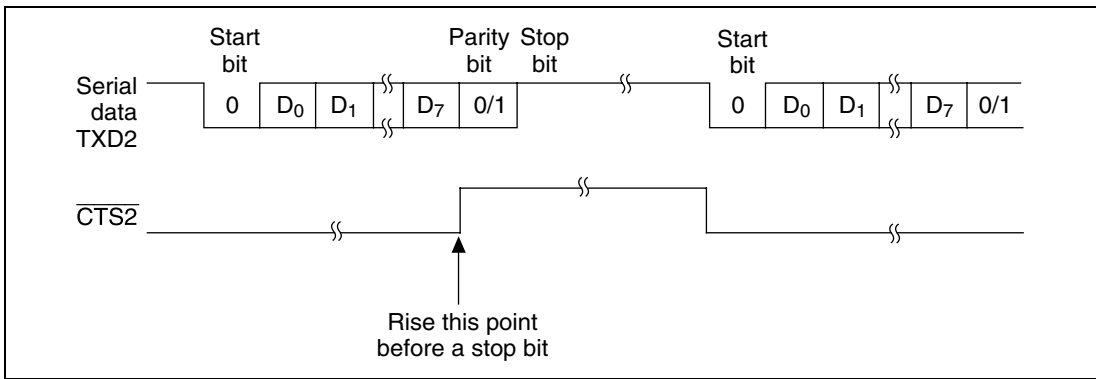 Start bit
Parity bit
Stop bit
Start bit
Serial data TXD2
0 D0 D1 D7 0/1 0 D0 D1 D7 0/1
CTS2
Rise this point
before a stop bit